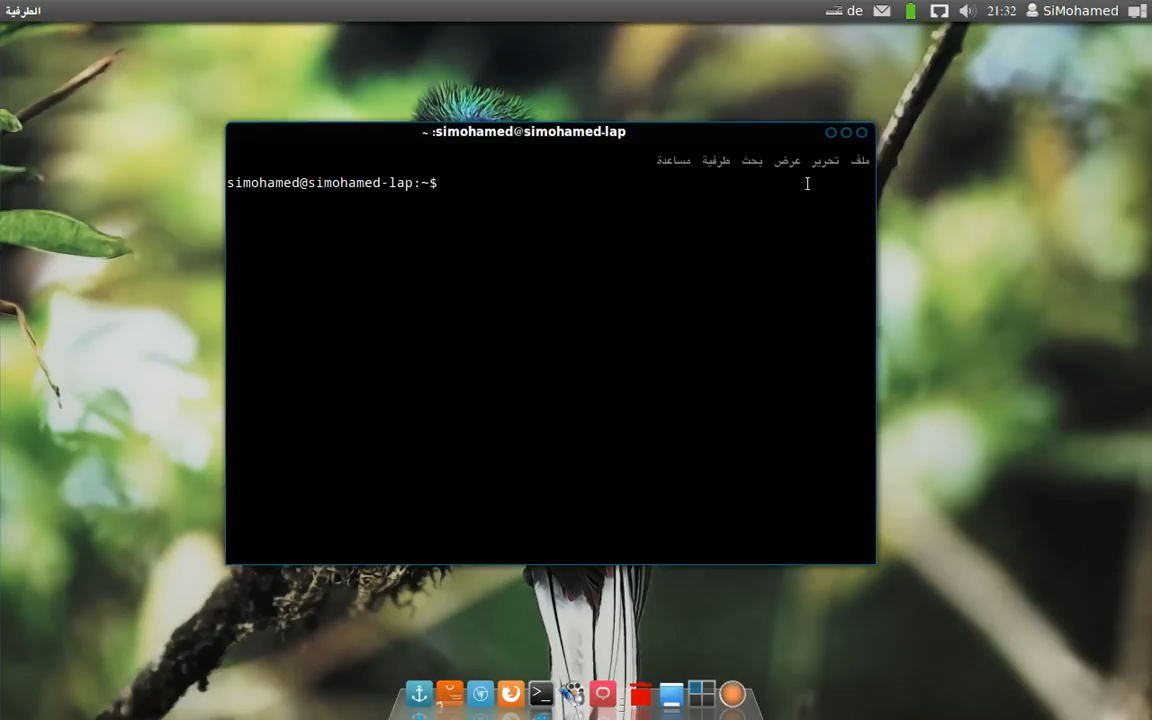 الطرفية
de
21:32
SiMohamed
~ :simohamed@simohamed-lap
ملف تحرير عرض بحث طرفية مساعدة
simohamed@simohamed-lap:~$
>_